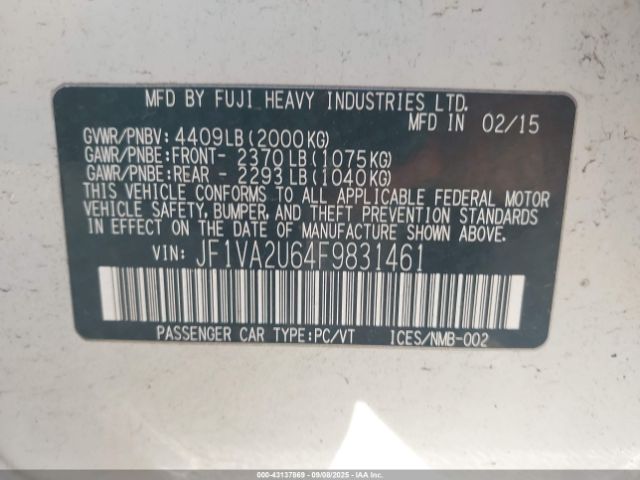 MFD BY FUJI HEAVY INDUSTRIES LTD.
MFD IN 02/15
GVWR/PNBV: 4409LB(2000KG)
GAWR/PNBE:FRONT- 2370LB(1075KG)
GAWR/PNBE:REAR - 2293LB(1040KG)
THIS VEHICLE CONFORMS TO ALL APPLICABLE FEDERAL MOTOR
VEHICLE SAFETY, BUMPER, AND THEFT PREVENTION STANDARDS
IN EFFECT ON THE DATE OF MANUFACTURE SHOWN ABOVE.
VIN: JF1VA2U64F9831461
PASSENGER CAR TYPE:PC/VT ICES/NMB-002
000-43137869 - 09/08/2025 - IAAI.com